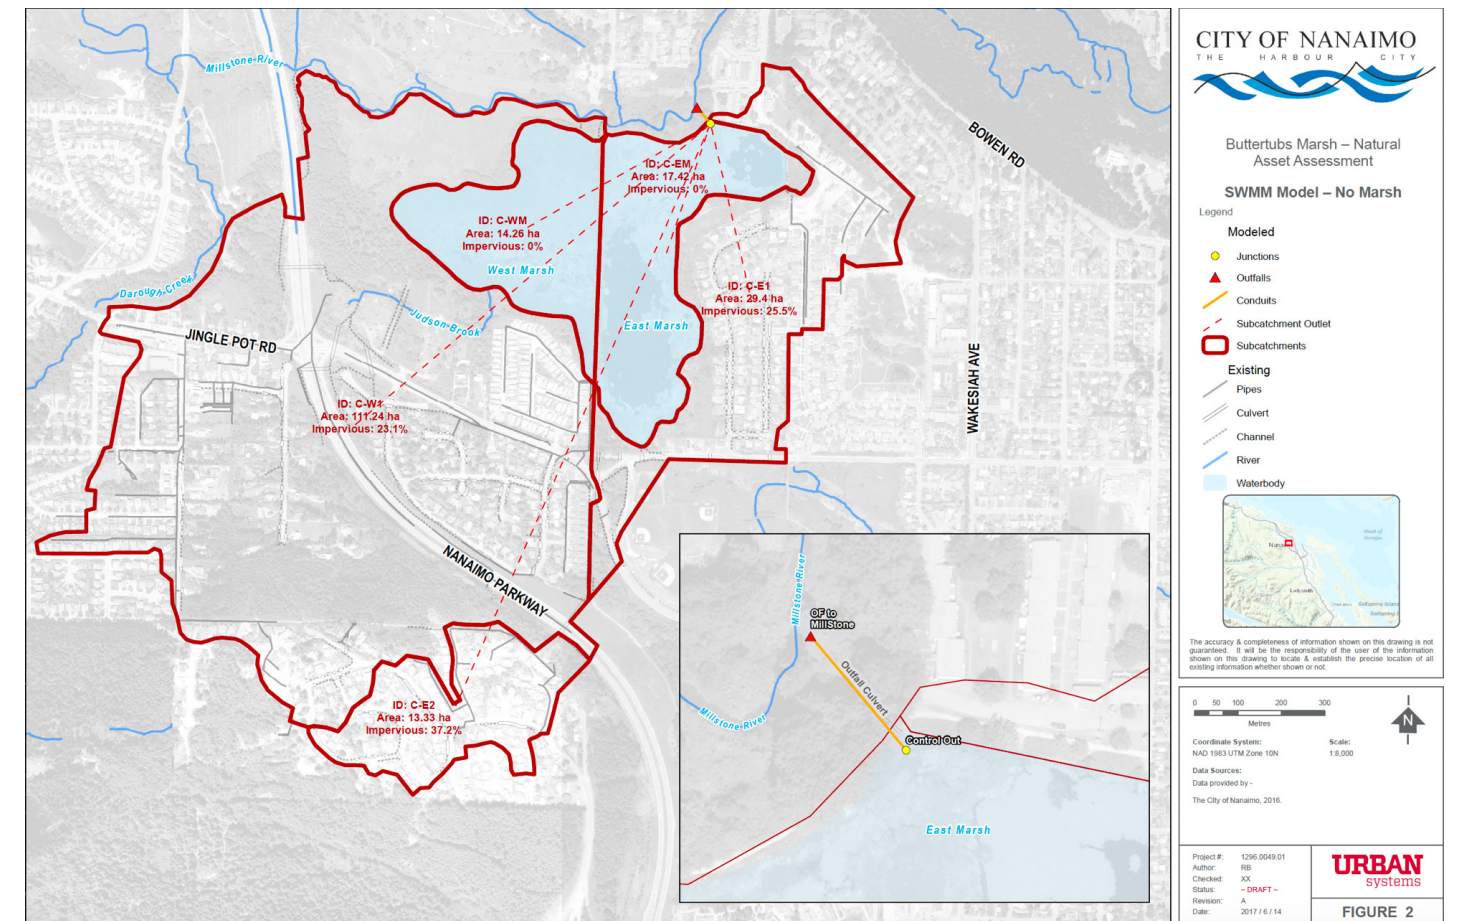 Millstone River
Darough Creek
JINGLE POT RD
Judson Brook
ID: C-WM
Area: 14.26 ha
Impervious: 0%
West Marsh
ID: C-EM
Area: 17.42 ha
Impervious: 0%
East Marsh
ID: C-E1
Area: 29.4 ha
Impervious: 25.5%
BOWEN RD
WAKESIAH AVE
ID: C-W1
Area: 111.24 ha
Impervious: 23.1%
NANAIMO PARKWAY
ID: C-E2
Area: 13.33 ha
Impervious: 37.2%
Millstone River
OF to
MillStone
Outfall Culvert
Millstone River
Control Out
East Marsh
CITY OF NANAIMO
THE HARBOUR CITY
Buttertubs Marsh – Natural
Asset Assessment
SWMM Model – No Marsh
Legend
Modeled
Junctions
Outfalls
Conduits
Subcatchment Outlet
Subcatchments
Existing
Pipes
Culvert
Channel
River
Waterbody
The accuracy & completeness of information shown on this drawing is not
guaranteed. It will be the responsibility of the user of the information
shown on this drawing to locate & establish the precise location of all
existing information whether shown or not.
0 50 100 200 300
Metres
N
Coordinate System:
NAD 1983 UTM Zone 10N
Scale:
1:6,000
Data Sources:
Data provided by -
The City of Nanaimo, 2016.
Project #: 1296.0049.01
Author: RB
Checked: XX
Status: ~ DRAFT ~
Revision: A
Date: 2017 / 6 / 14
URBAN
systems
FIGURE 2